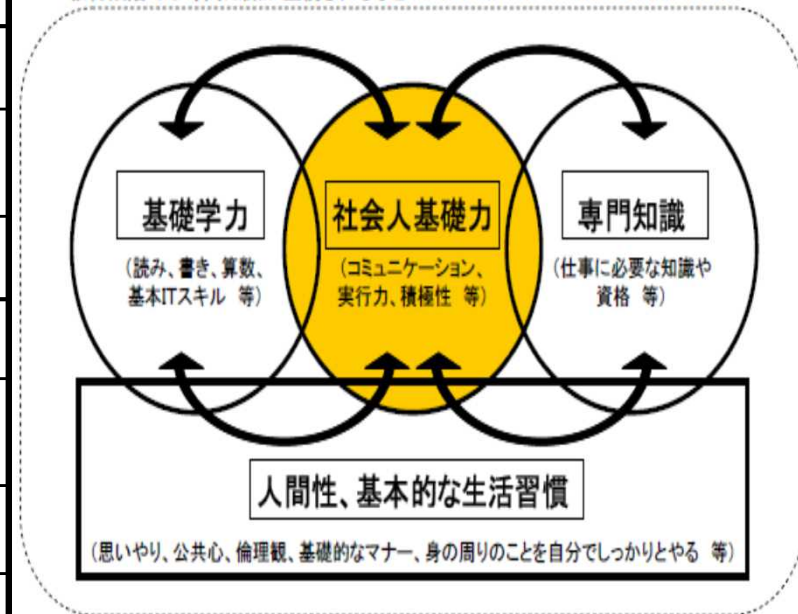 基礎学力
(読み、書き、算数、
基本ITスキル 等)
社会人基礎力
(コミュニケーション、
実行力、積極性 等)
専門知識
(仕事に必要な知識や
資格 等)
人間性、基本的な生活習慣
(思いやり、公共心、倫理観、基礎的なマナー、身の周りのことを自分でしっかりとやる 等)